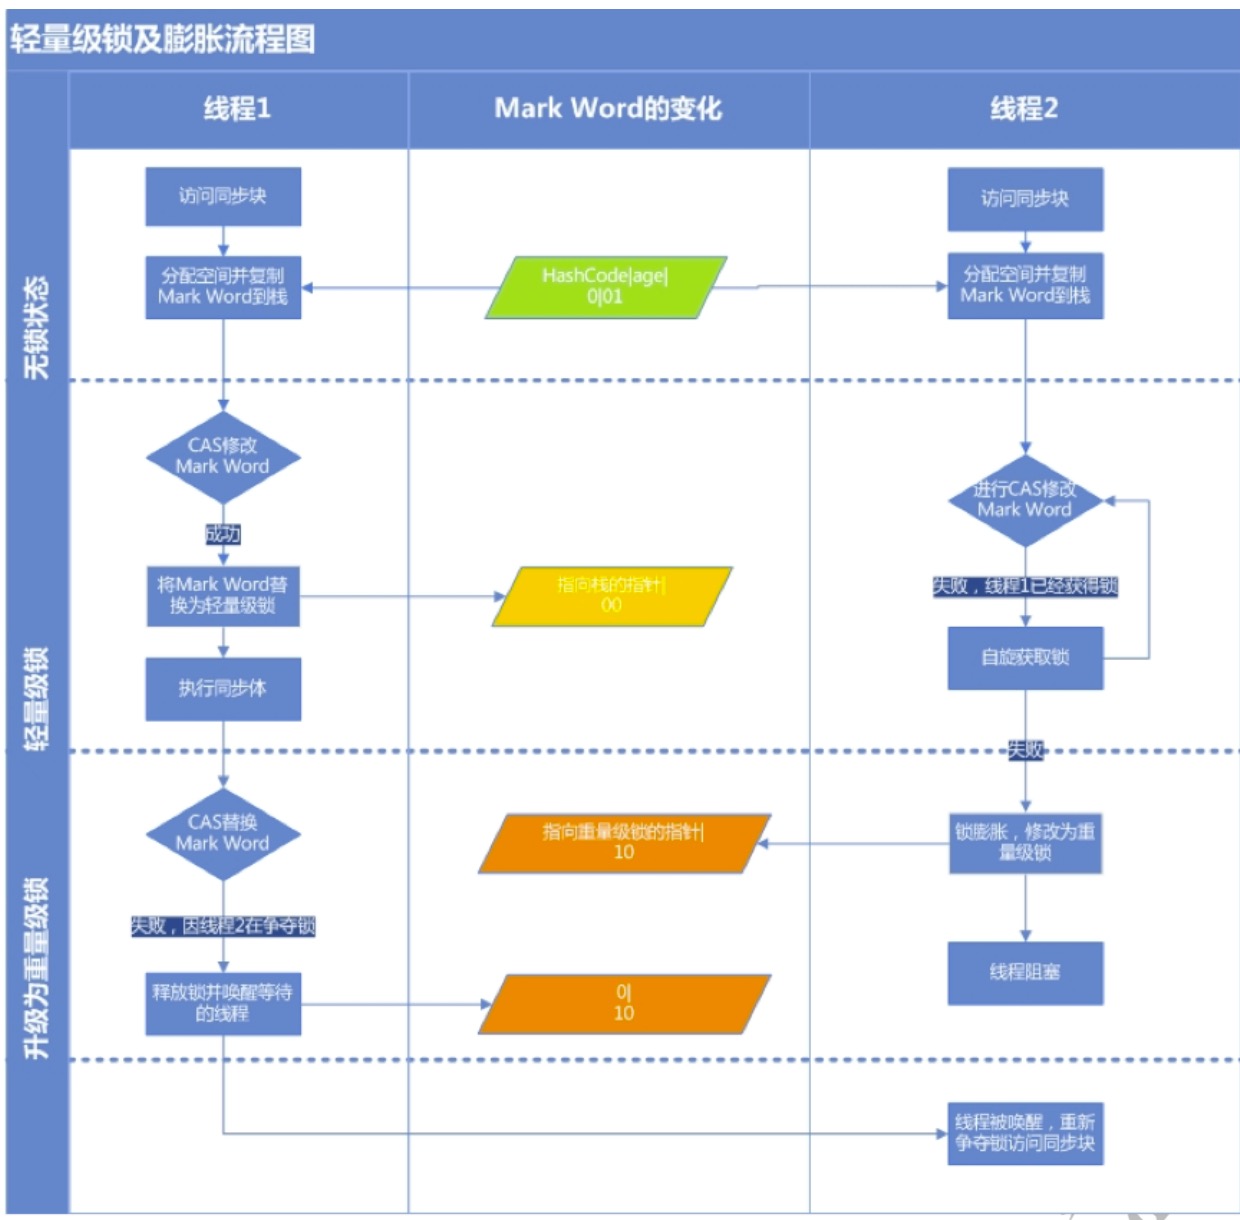 轻量级锁及膨胀流程图
线程1
Mark Word的变化
线程2
无锁状态
访问同步块
访问同步块
分配空间并复制
Mark Word到栈
HashCode|age|
0|01
分配空间并复制
Mark Word到栈
轻量级锁
CAS修改
Mark Word
进行CAS修改
Mark Word
成功
失败，线程1已经获得锁
将Mark Word替
换为轻量级锁
指向栈的指针|
00
自旋获取锁
执行同步体
失败
升级为重量级锁
CAS替换
Mark Word
指向重量级锁的指针|
10
锁膨胀，修改为重
量级锁
失败，因线程2在争夺锁
线程阻塞
释放锁并唤醒等待
的线程
0|
10
线程被唤醒，重新
争夺锁访问同步块